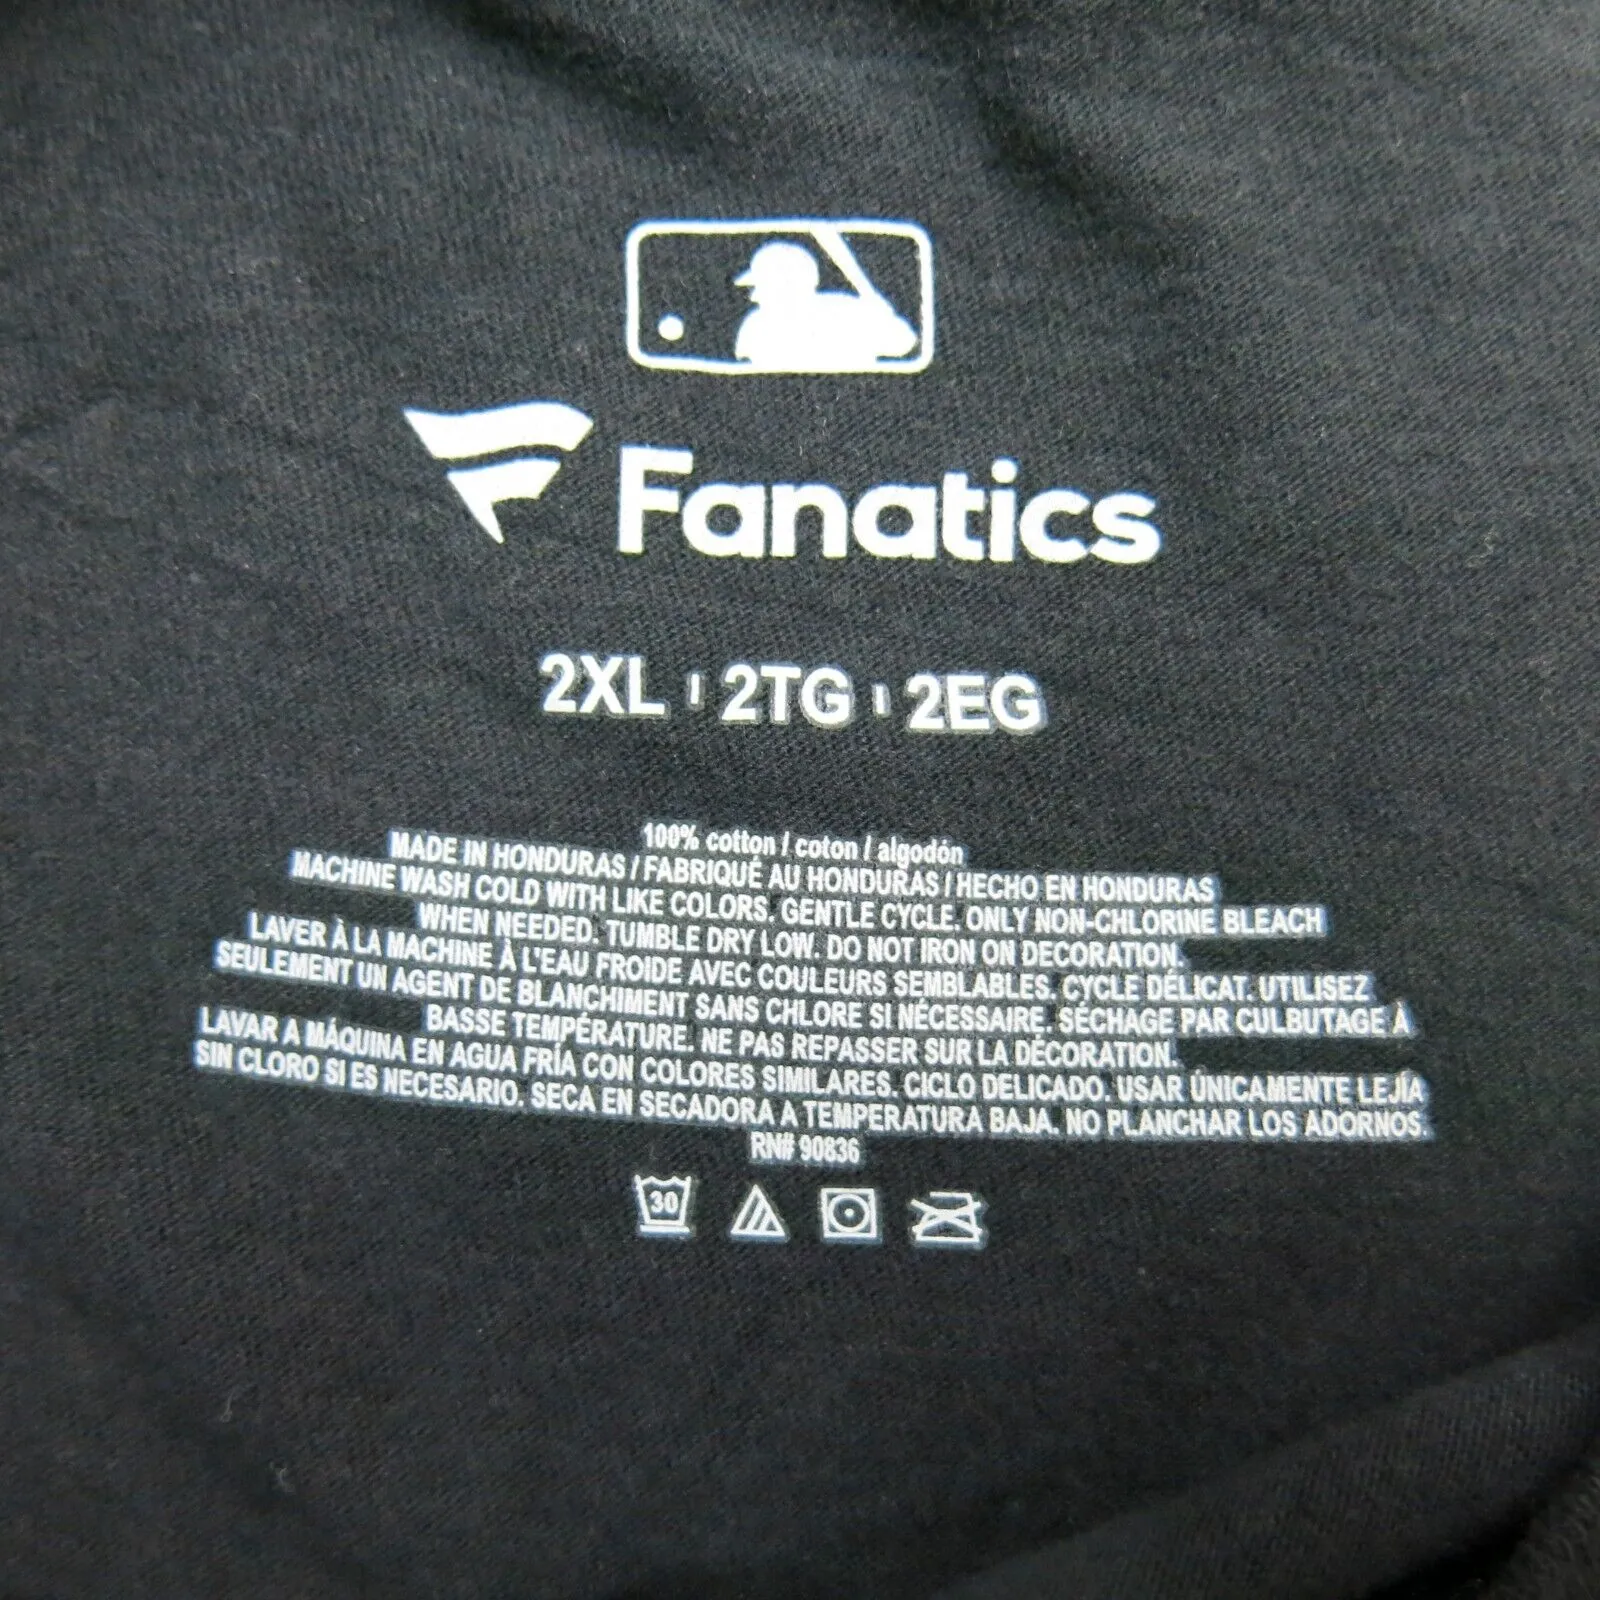 Fanatics
2XL | 2TG | 2EG
100% cotton / coton / algodón
MADE IN HONDURAS / FABRIQUÉ AU HONDURAS / HECHO EN HONDURAS
MACHINE WASH COLD WITH LIKE COLORS. GENTLE CYCLE. ONLY NON-CHLORINE BLEACH
WHEN NEEDED. TUMBLE DRY LOW. DO NOT IRON ON DECORATION.
LAVER À LA MACHINE À L'EAU FROIDE AVEC COULEURS SEMBLABLES. CYCLE DÉLICAT. UTILISEZ
SEULEMENT UN AGENT DE BLANCHIMENT SANS CHLORE SI NÉCESSAIRE. SÉCHAGE PAR CULBUTAGE À
BASSE TEMPÉRATURE. NE PAS REPASSER SUR LA DÉCORATION.
LAVAR A MÁQUINA EN AGUA FRÍA CON COLORES SIMILARES. CICLO DELICADO. USAR ÚNICAMENTE LEJÍA
SIN CLORO SI ES NECESARIO. SECA EN SECADORA A TEMPERATURA BAJA. NO PLANCHAR LOS ADORNOS.
RN# 90836
30